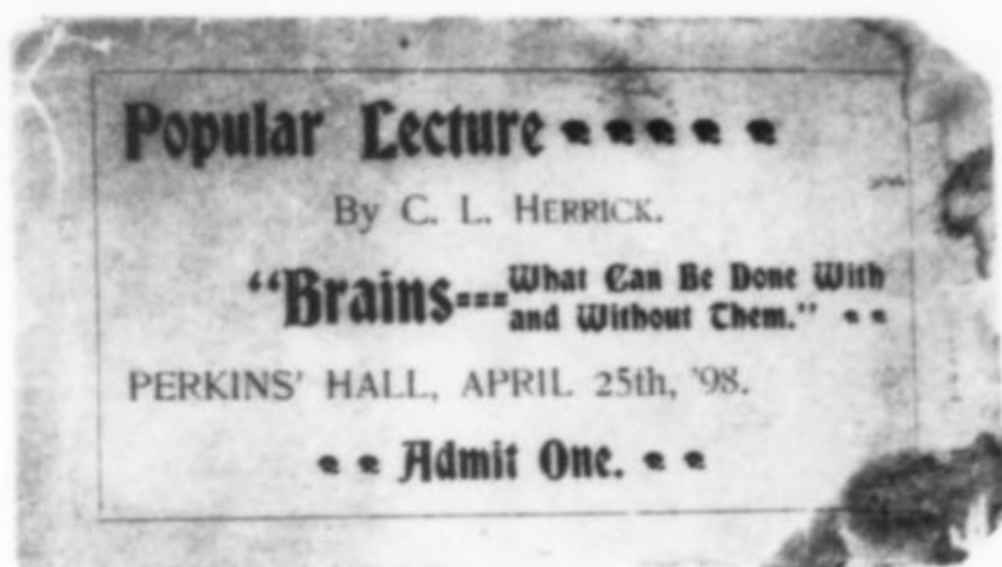 Popular Lecture
By C. L. HERRICK.
"Brains===What Can Be Done With
and Without Them."
PERKINS' HALL, APRIL 25th, '98.
Admit One.